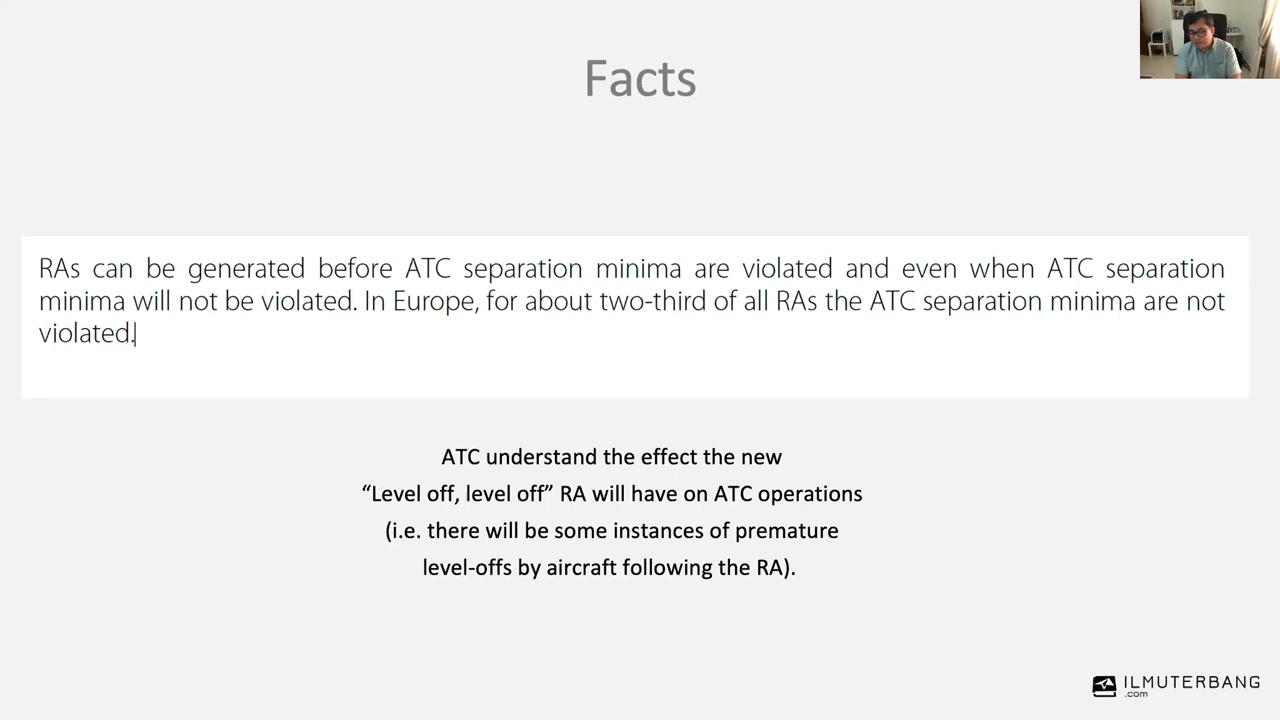 Facts
RAs can be generated before ATC separation minima are violated and even when ATC separation
minima will not be violated. In Europe, for about two-third of all RAs the ATC separation minima are not
violated.
ATC understand the effect the new
“Level off, level off” RA will have on ATC operations
(i.e. there will be some instances of premature
level-offs by aircraft following the RA).
ILMUTERBANG
.com